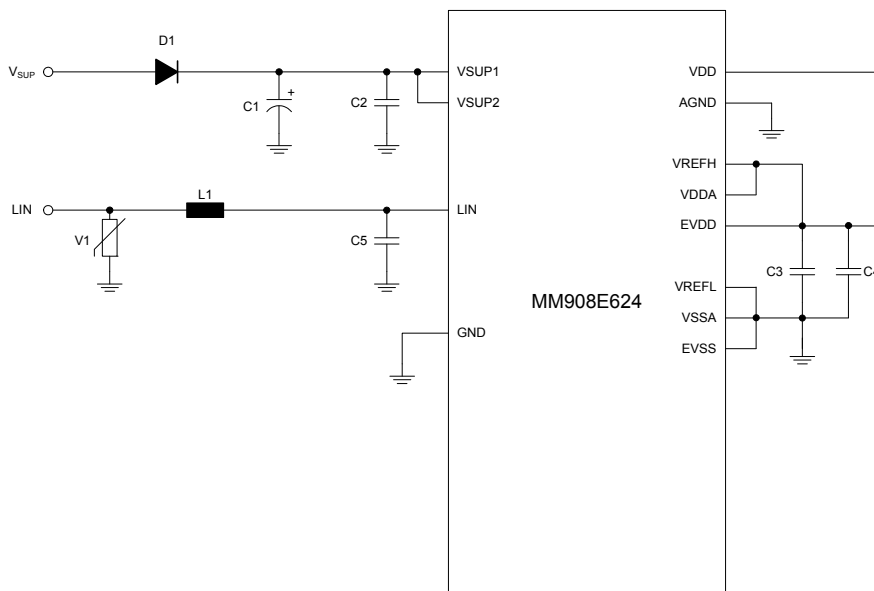 D1
VSUP
C1
+
C2
VSUP1
VSUP2
VDD
AGND
VREFH
VDDA
EVDD
LIN
V1
L1
C5
LIN
C3
VREFL
VSSA
EVSS
MM908E624
GND